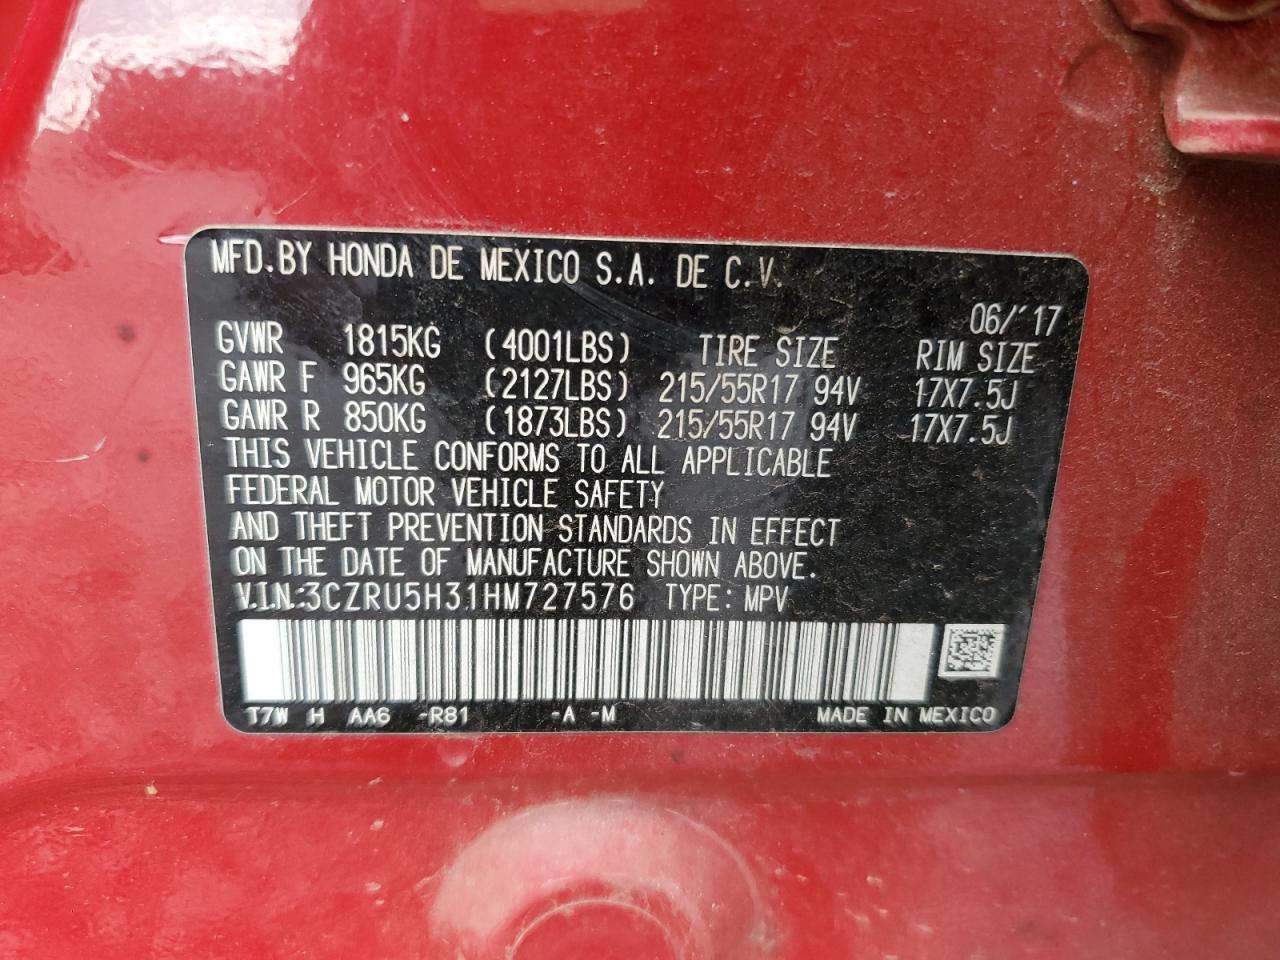 MFD.BY HONDA DE MEXICO S.A. DE C.V.
06/'17
GVWR 1815KG (4001LBS) TIRE SIZE RIM SIZE
GAWR F 965KG (2127LBS) 215/55R17 94V 17X7.5J
GAWR R 850KG (1873LBS) 215/55R17 94V 17X7.5J
THIS VEHICLE CONFORMS TO ALL APPLICABLE
FEDERAL MOTOR VEHICLE SAFETY
AND THEFT PREVENTION STANDARDS IN EFFECT
ON THE DATE OF MANUFACTURE SHOWN ABOVE.
V.I.N.:3CZRU5H31HM727576 TYPE: MPV
T7W H AA6 -R81 -A -M MADE IN MEXICO